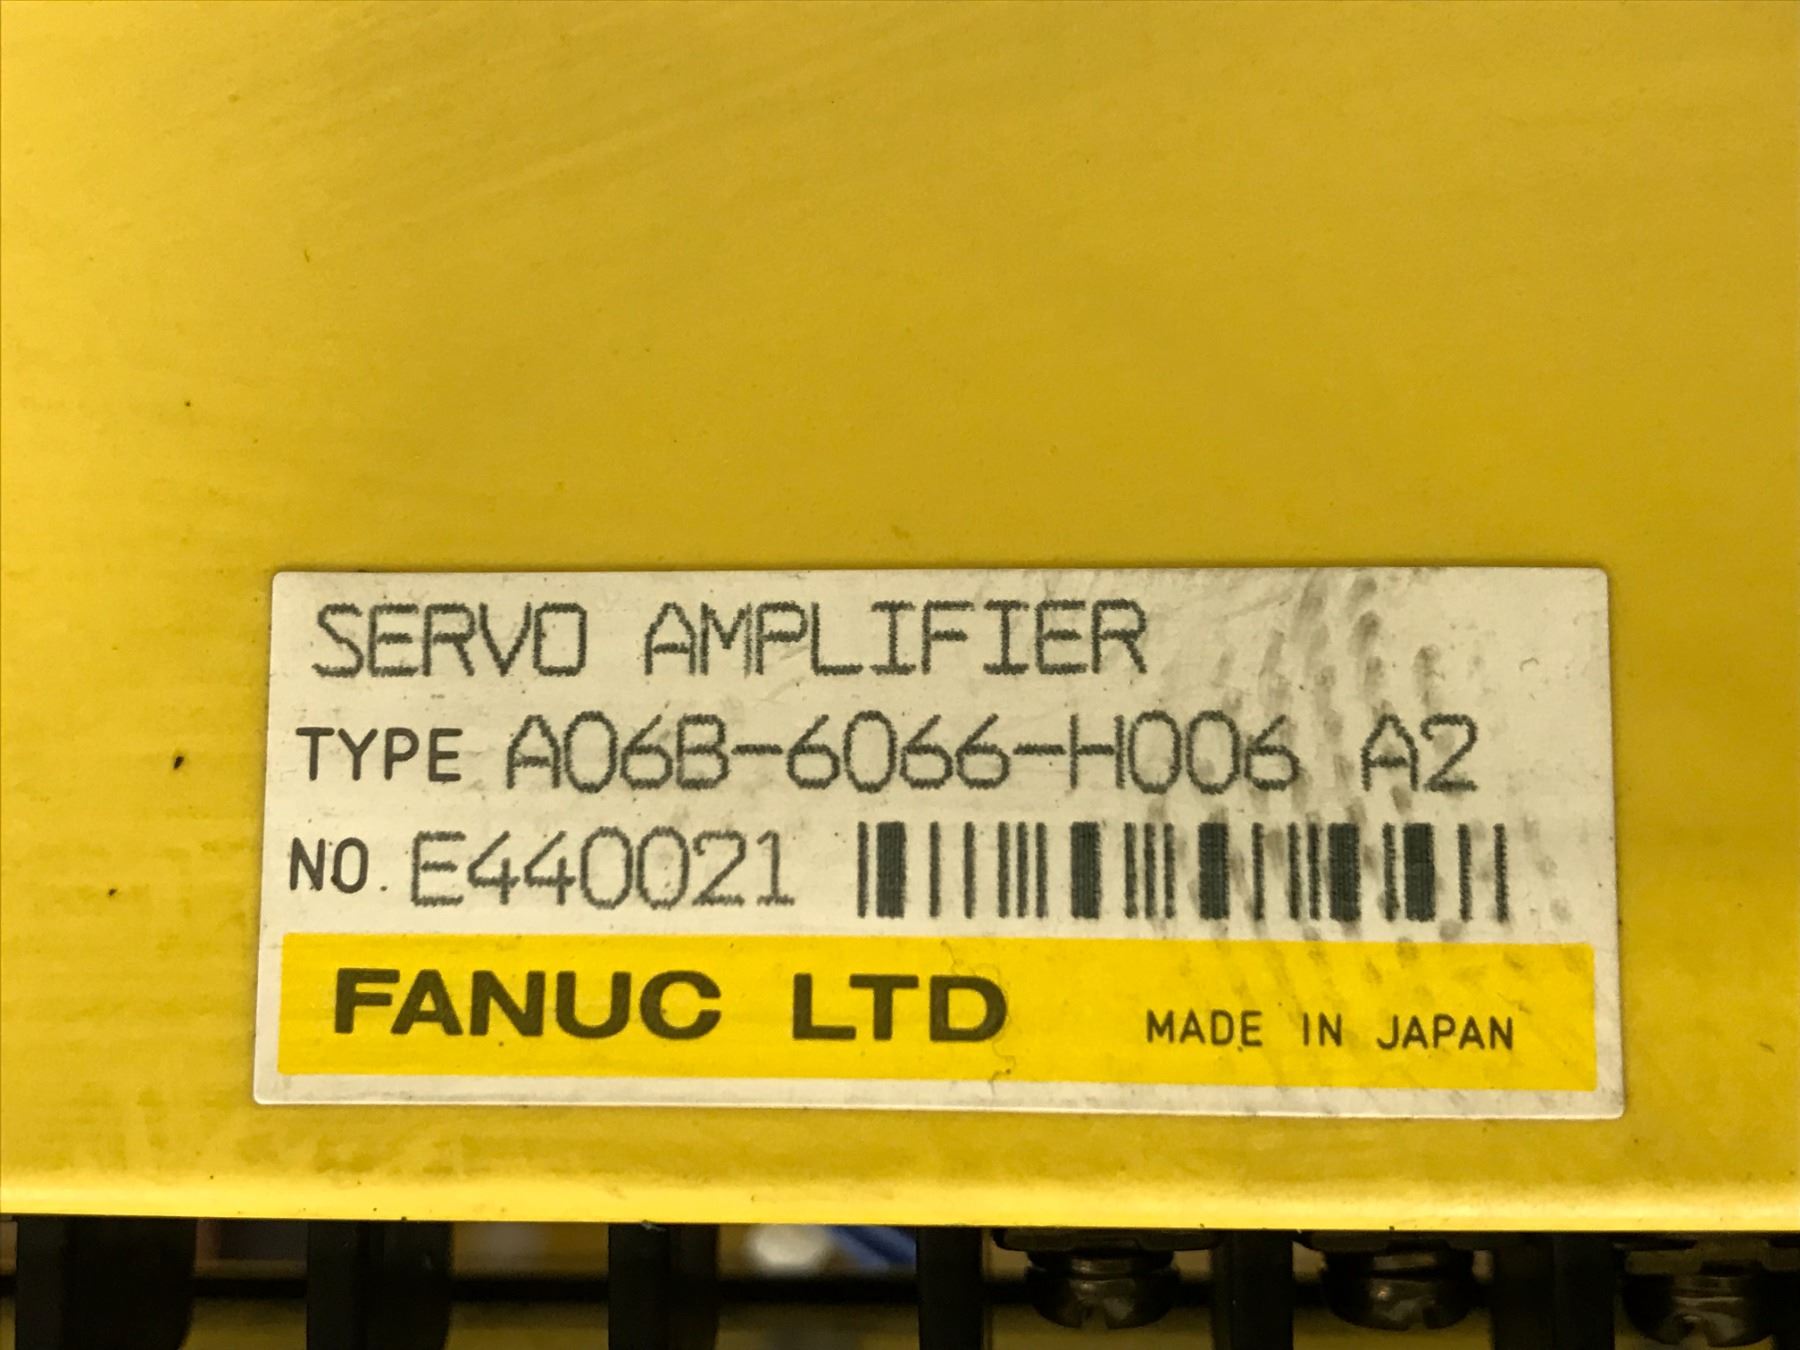 SERVO AMPLIFIER
TYPE A06B-6066-H006 A2
NO. E440021
FANUC LTD MADE IN JAPAN